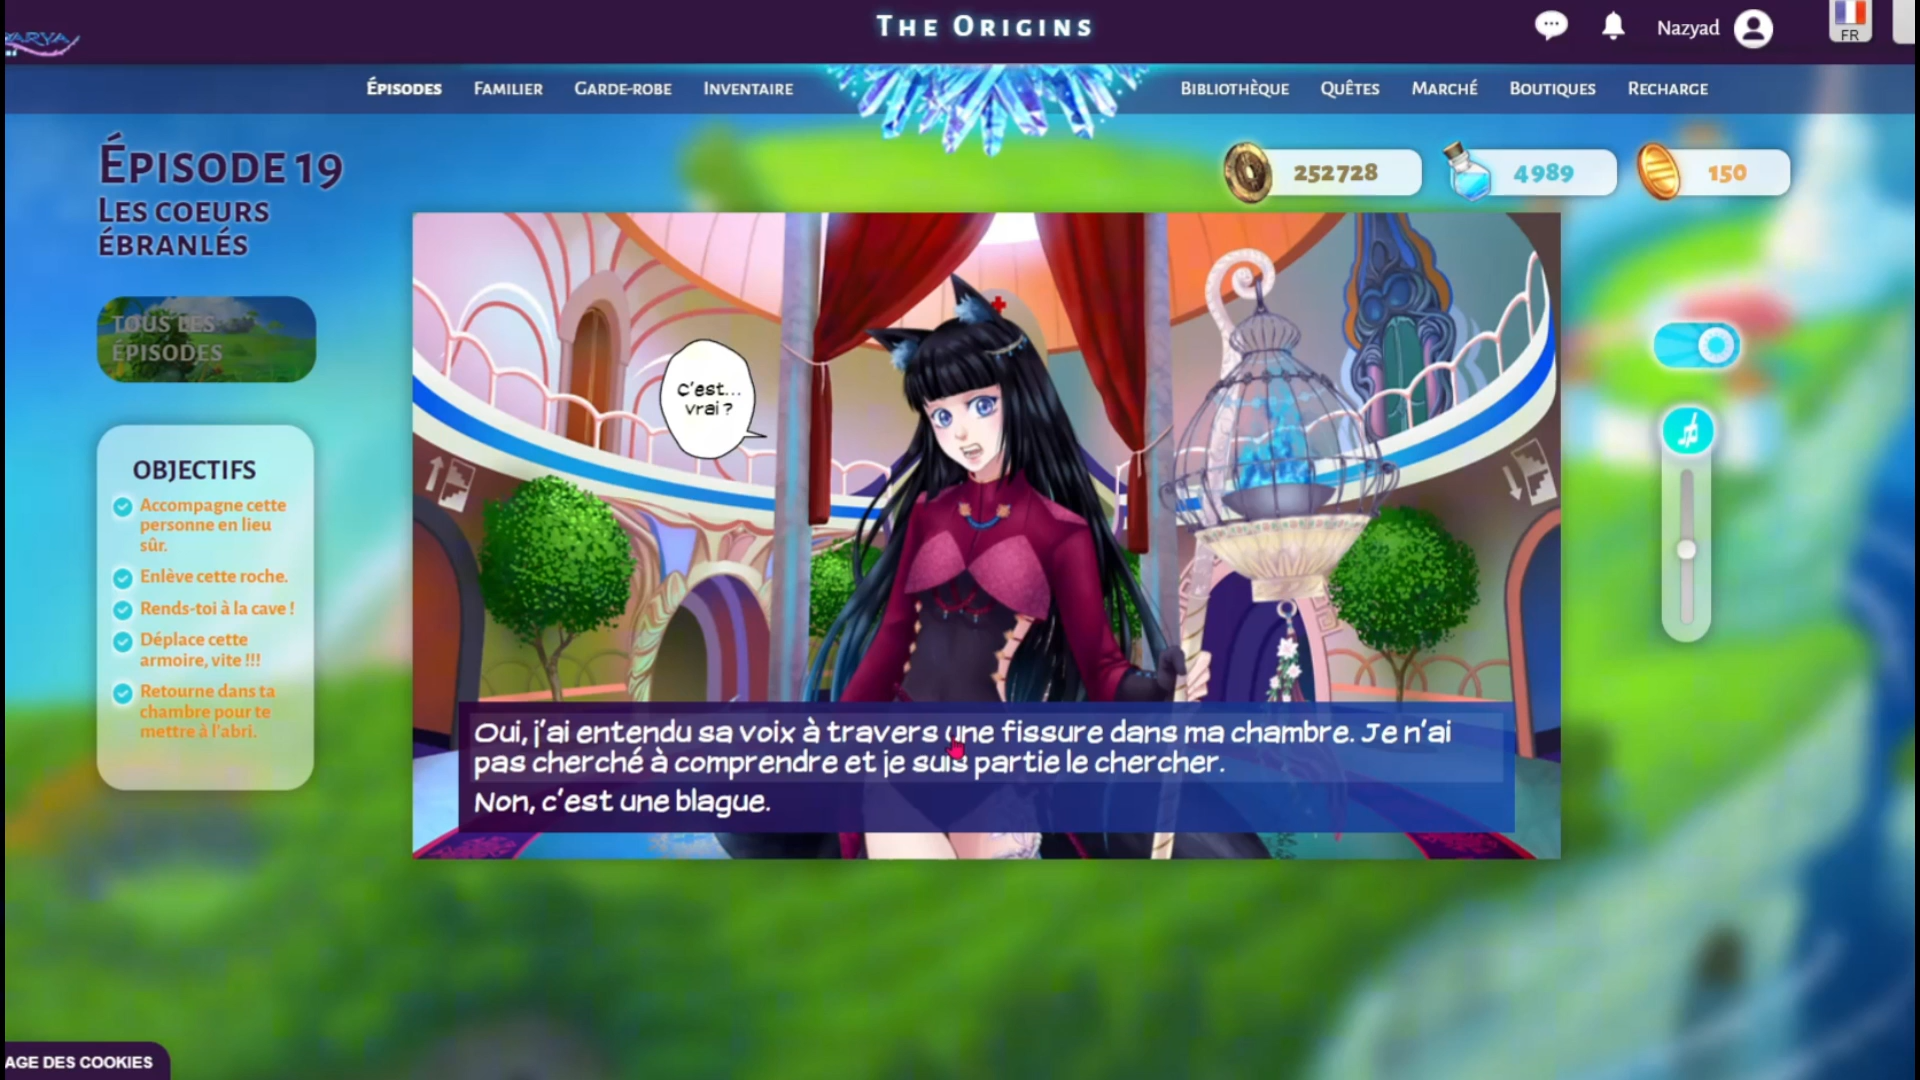 THE ORIGINS
Nazyad
FR
ÉPISODES
FAMILIER
GARDE-ROBE
INVENTAIRE
BIBLIOTHÈQUE
QUÊTES
MARCHÉ
BOUTIQUES
RECHARGE
ÉPISODE 19
LES COEURS
ÉBRANLÉS
252728
4989
150
TOUS LES
ÉPISODES
OBJECTIFS
Accompagne cette
personne en lieu
sûr.
Enlève cette roche.
Rends-toi à la cave !
Déplace cette
armoire, vite !!!
Retourne dans ta
chambre pour te
mettre à l'abri.
C'est...
vrai ?
Oui, j'ai entendu sa voix à travers une fissure dans ma chambre. Je n'ai
pas cherché à comprendre et je suis partie le chercher.
Non, c'est une blague.
AGE DES COOKIES